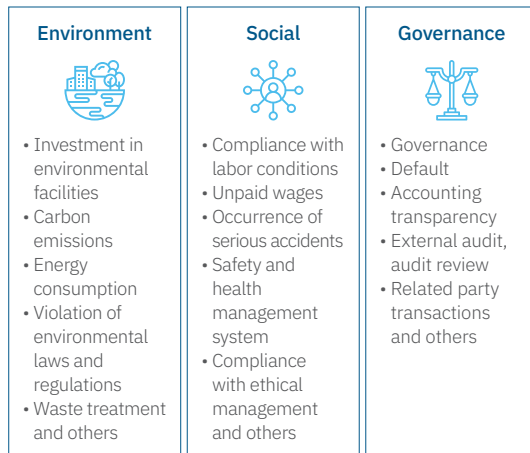 Environment
• Investment in
environmental
facilities
• Carbon
emissions
• Energy
consumption
• Violation of
environmental
laws and
regulations
• Waste treatment
and others
Social
• Compliance with
labor conditions
• Unpaid wages
• Occurrence of
serious accidents
• Safety and
health
management
system
• Compliance
with ethical
management
and others
Governance
• Governance
• Default
• Accounting
transparency
• External audit,
audit review
• Related party
transactions
and others